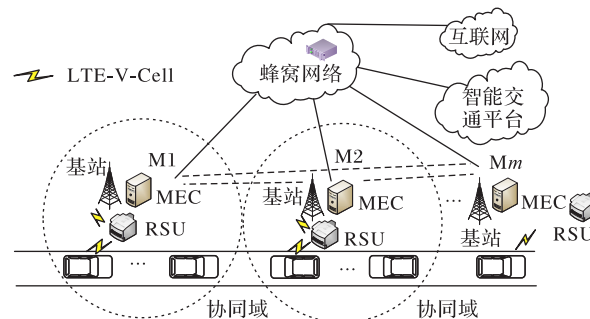 互联网
蜂窝网络
LTE-V-Cell
智能交
通平台
M1
M2
Mm
基站
MEC
基站
MEC
...
MEC
RSU
RSU
基站
RSU
...
...
协同域
协同域